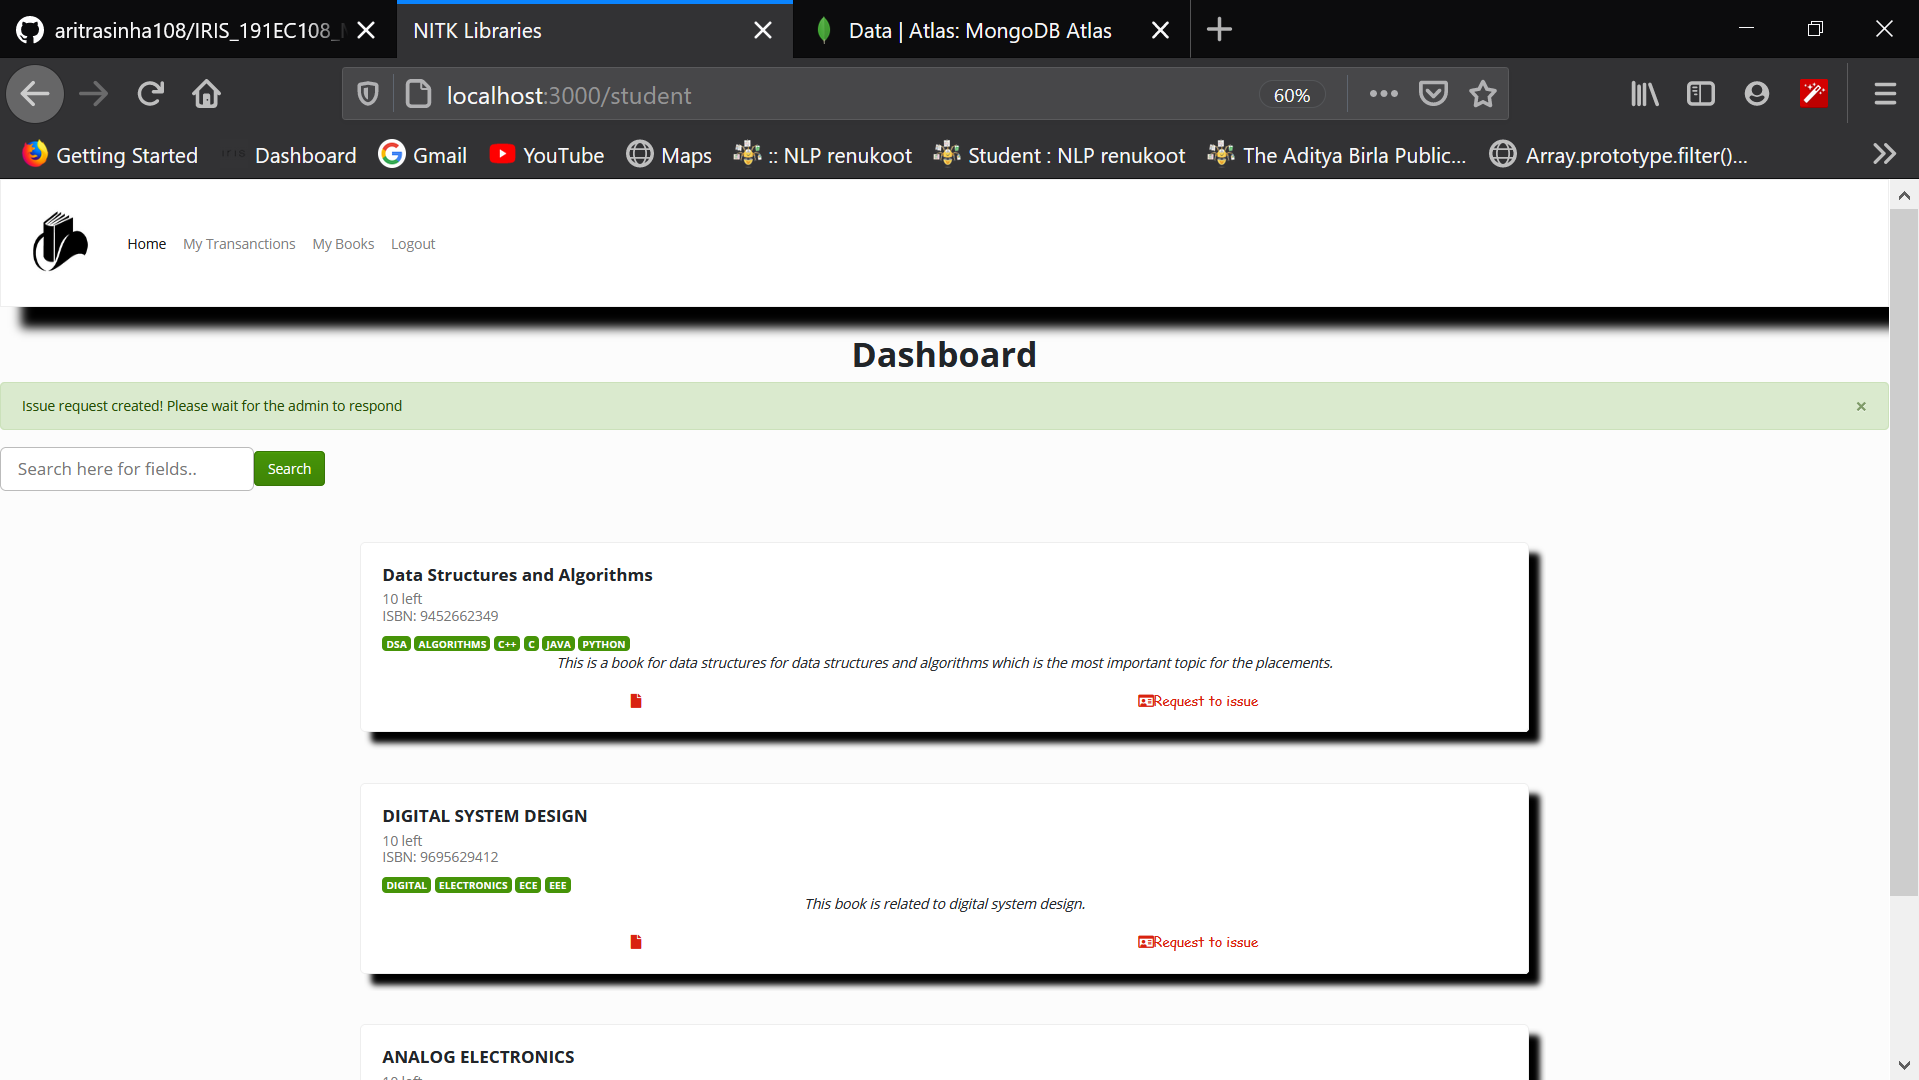 aritrasinha108/IRIS_191EC108_
NITK Libraries
Data | Atlas: MongoDB Atlas
localhost:3000/student
60%
Getting Started
Dashboard
Gmail
YouTube
Maps
:: NLP renukoot
Student : NLP renukoot
The Aditya Birla Public...
Array.prototype.filter()...
Home
My Transanctions
My Books
Logout
Dashboard
Issue request created! Please wait for the admin to respond
×
Search here for fields..
Search
Data Structures and Algorithms
10 left
ISBN: 9452662349
DSA ALGORITHMS C++ C JAVA PYTHON
This is a book for data structures for data structures and algorithms which is the most important topic for the placements.
Request to issue
DIGITAL SYSTEM DESIGN
10 left
ISBN: 9695629412
DIGITAL ELECTRONICS ECE EEE
This book is related to digital system design.
Request to issue
ANALOG ELECTRONICS